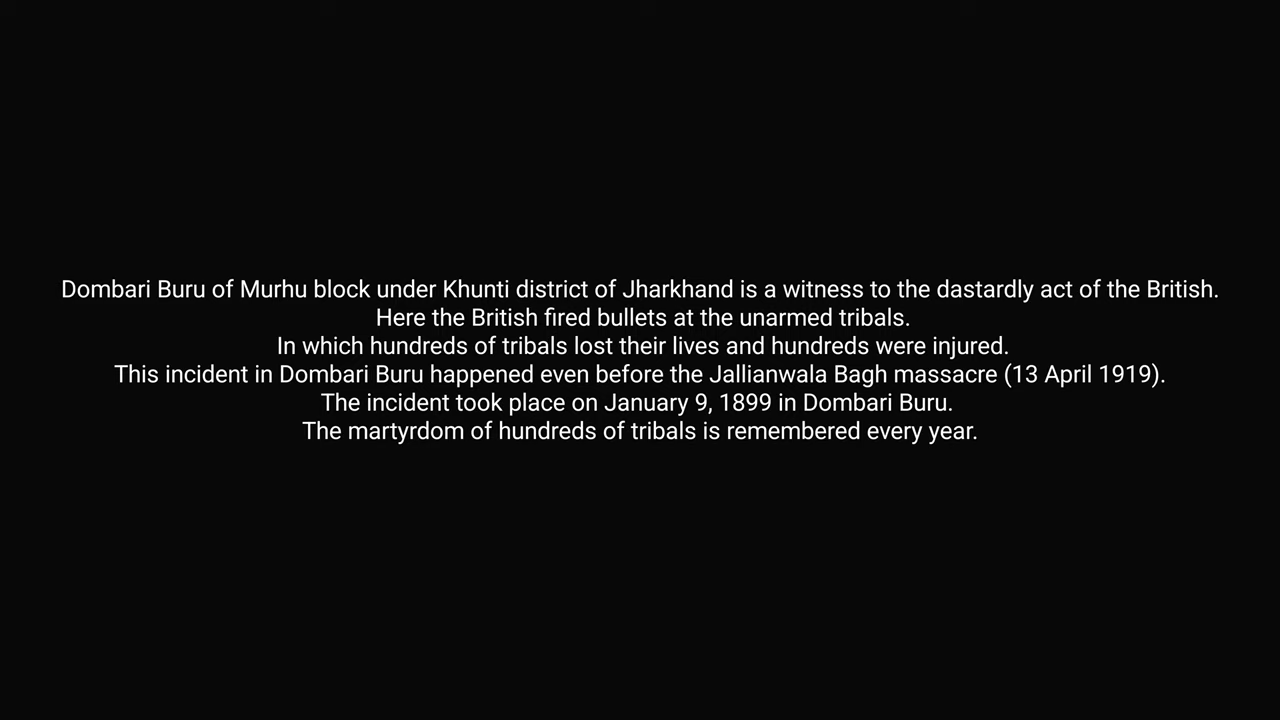 Dombari Buru of Murhu block under Khunti district of Jharkhand is a witness to the dastardly act of the British.
Here the British fired bullets at the unarmed tribals.
In which hundreds of tribals lost their lives and hundreds were injured.
This incident in Dombari Buru happened even before the Jallianwala Bagh massacre (13 April 1919).
The incident took place on January 9, 1899 in Dombari Buru.
The martyrdom of hundreds of tribals is remembered every year.